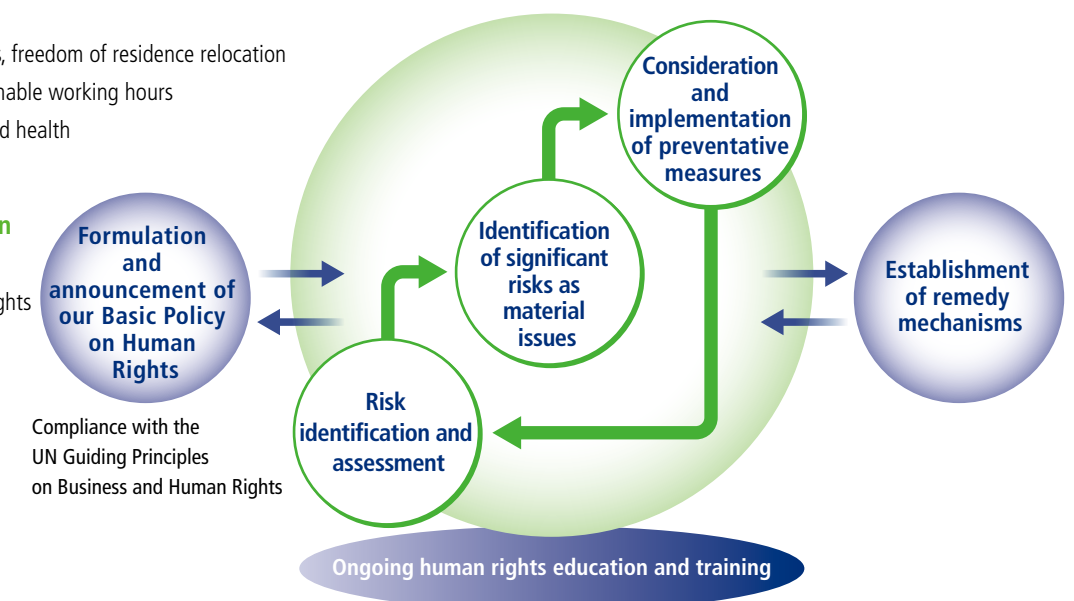 , freedom of residence relocation
nable working hours
d health
n
ghts
Formulation
and
announcement of
our Basic Policy
on Human
Rights
Compliance with the
UN Guiding Principles
on Business and Human Rights
Risk
identification and
assessment
Identification
of significant
risks as
material
issues
Consideration
and
implementation
of preventative
measures
Establishment
of remedy
mechanisms
Ongoing human rights education and training